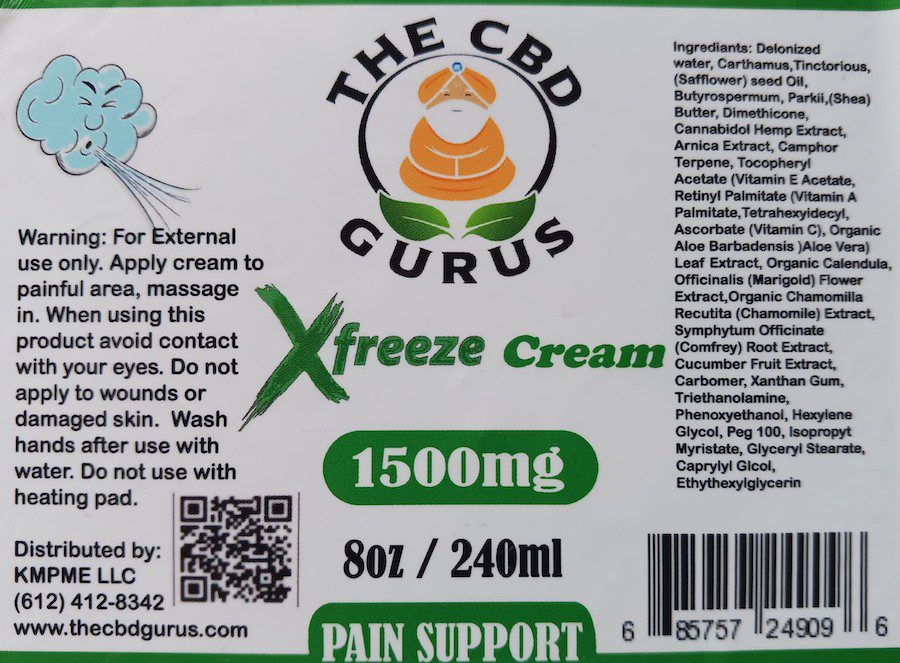 THE CBD
GURUS
Warning: For External
use only. Apply cream to
painful area, massage
in. When using this
product avoid contact
with your eyes. Do not
apply to wounds or
damaged skin. Wash
hands after use with
water. Do not use with
heating pad.
Distributed by:
KMPME LLC
(612) 412-8342
www.thecbdgurus.com
Xfreeze Cream
1500mg
8oz / 240ml
PAIN SUPPORT
Ingrediants: Delonized
water, Carthamus,Tinctorious,
(Safflower) seed Oil,
Butyrospermum, Parkii,(Shea)
Butter, Dimethicone,
Cannabidol Hemp Extract,
Arnica Extract, Camphor
Terpene, Tocopheryl
Acetate (Vitamin E Acetate,
Retinyl Palmitate (Vitamin A
Palmitate,Tetrahexyidecyl,
Ascorbate (Vitamin C), Organic
Aloe Barbadensis )Aloe Vera)
Leaf Extract, Organic Calendula,
Officinalis (Marigold) Flower
Extract,Organic Chamomilla
Recutita (Chamomile) Extract,
Symphytum Officinate
(Comfrey) Root Extract,
Cucumber Fruit Extract,
Carbomer, Xanthan Gum,
Triethanolamine,
Phenoxyethanol, Hexylene
Glycol, Peg 100, Isopropyt
Myristate, Glyceryl Stearate,
Caprylyl Glcol,
Ethythexylglycerin
6 85757 24909 6